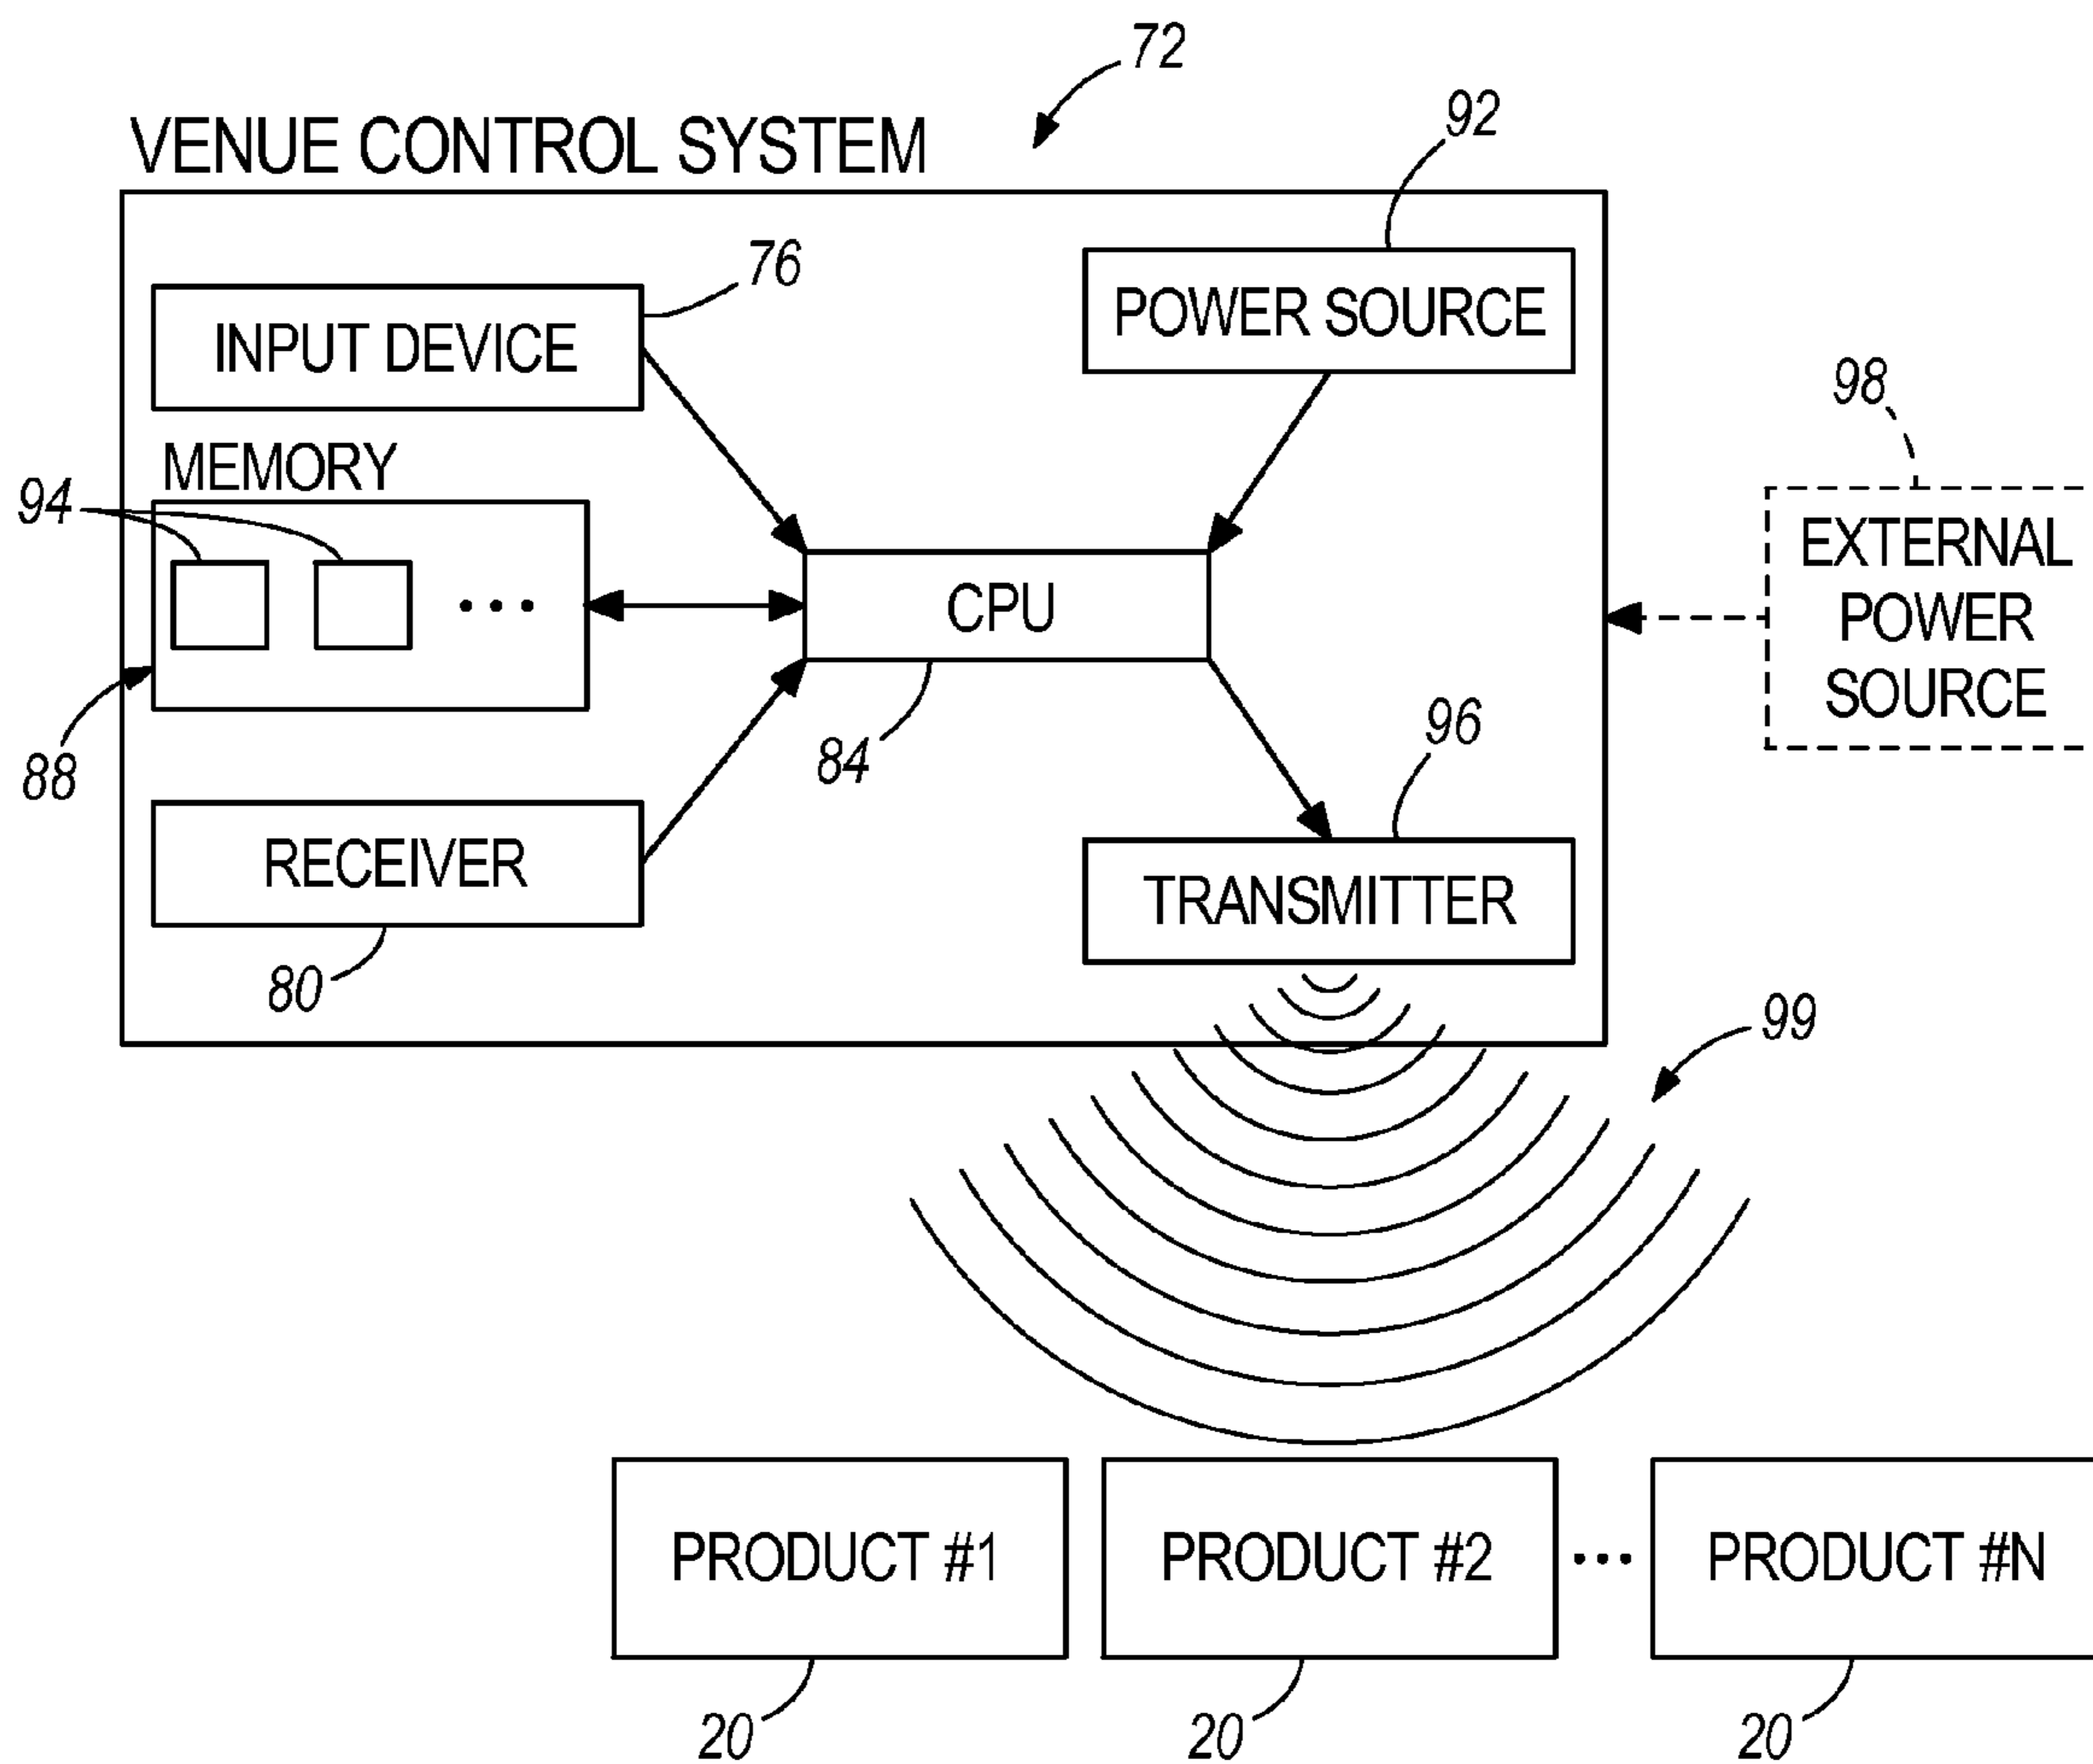 72
VENUE CONTROL SYSTEM
92
76
INPUT DEVICE
POWER SOURCE
98
MEMORY
94
EXTERNAL
POWER
SOURCE
...
CPU
88
84
96
RECEIVER
TRANSMITTER
80
99
PRODUCT #1
PRODUCT #2
...
PRODUCT #N
20
20
20